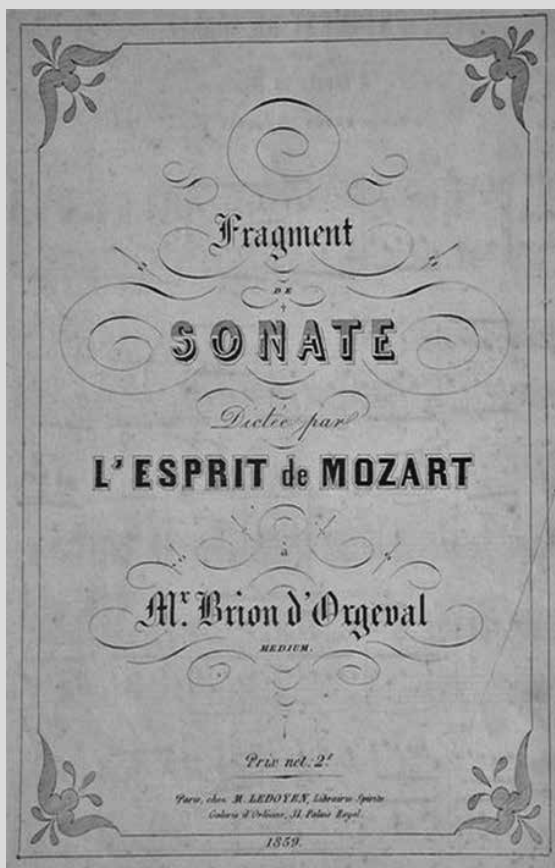 Fragment
DE
SONATE
Dictée par
L'ESPRIT de MOZART
à
Mr. Brion d'Orgeval
MEDIUM.
Prix net: 2f
Paris, chez M. LEDOYEN, Librairie Spirite
Galerie d'Orléans, 31, Palais Royal.
1859.